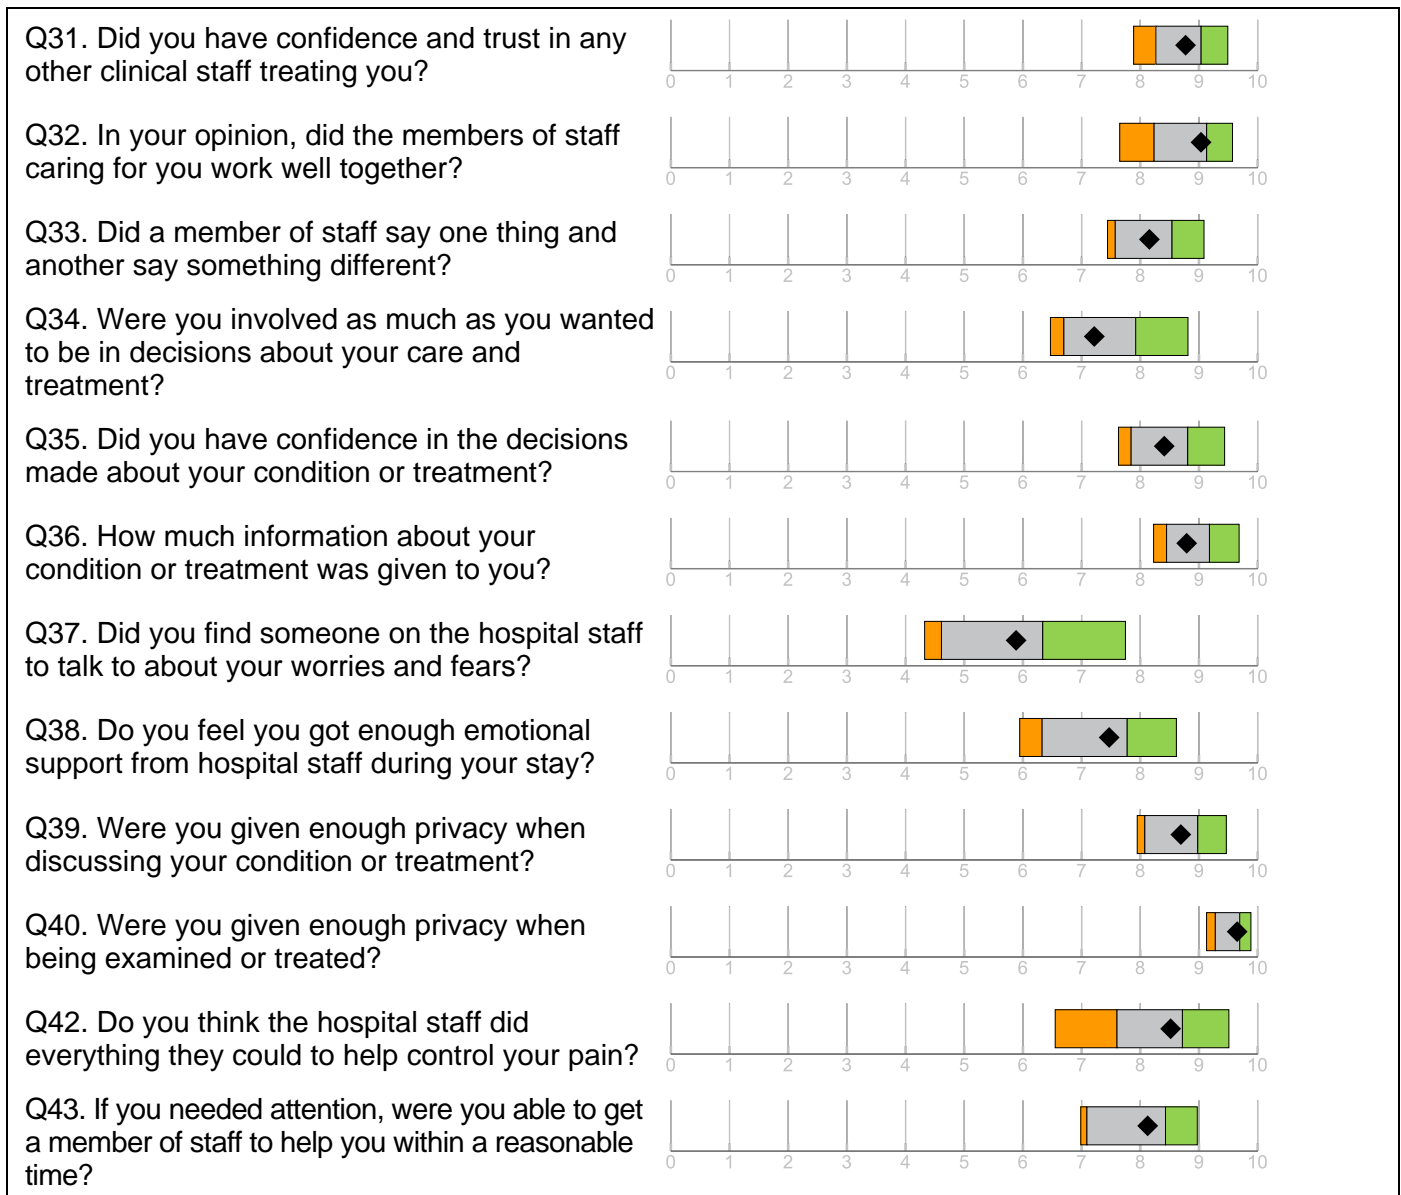 Q31. Did you have confidence and trust in any
other clinical staff treating you?
0 1 2 3 4 5 6 7 8 9 10
Q32. In your opinion, did the members of staff
caring for you work well together?
0 1 2 3 4 5 6 7 8 9 10
Q33. Did a member of staff say one thing and
another say something different?
0 1 2 3 4 5 6 7 8 9 10
Q34. Were you involved as much as you wanted
to be in decisions about your care and
treatment?
0 1 2 3 4 5 6 7 8 9 10
Q35. Did you have confidence in the decisions
made about your condition or treatment?
0 1 2 3 4 5 6 7 8 9 10
Q36. How much information about your
condition or treatment was given to you?
0 1 2 3 4 5 6 7 8 9 10
Q37. Did you find someone on the hospital staff
to talk to about your worries and fears?
0 1 2 3 4 5 6 7 8 9 10
Q38. Do you feel you got enough emotional
support from hospital staff during your stay?
0 1 2 3 4 5 6 7 8 9 10
Q39. Were you given enough privacy when
discussing your condition or treatment?
0 1 2 3 4 5 6 7 8 9 10
Q40. Were you given enough privacy when
being examined or treated?
0 1 2 3 4 5 6 7 8 9 10
Q42. Do you think the hospital staff did
everything they could to help control your pain?
0 1 2 3 4 5 6 7 8 9 10
Q43. If you needed attention, were you able to get
a member of staff to help you within a reasonable
time?
0 1 2 3 4 5 6 7 8 9 10